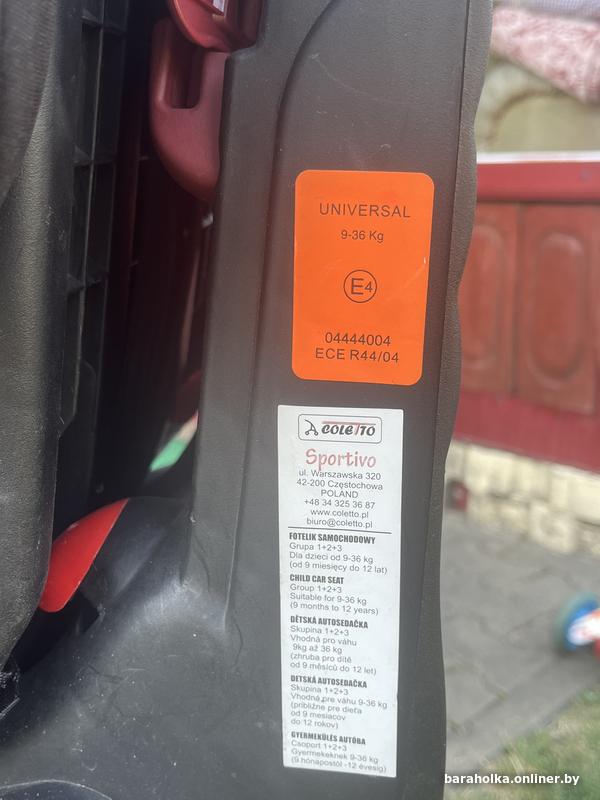 UNIVERSAL
9-36 Kg
E4
04444004
ECE R44/04
COLETTO
Sportivo
ul. Warszawska 320
42-200 Częstochowa
POLAND
+48 34 325 36 87
www.coletto.pl
biuro@coletto.pl
FOTELIK SAMOCHODOWY
Grupa 1+2+3
Dla dzieci od 9-36 kg
(od 9 miesięcy do 12 lat)
CHILD CAR SEAT
Group 1+2+3
Suitable for 9-36 kg
(9 months to 12 years)
DĚTSKÁ AUTOSEDAČKA
Skupina 1+2+3
Vhodná pro váhu
9kg až 36 kg
(zhruba pro dítě
od 9 měsíců do 12 let)
DETSKÁ AUTOSEDAČKA
Skupina 1+2+3
Vhodná pre váhu 9-36 kg
(približne pre dieťa
od 9 mesiacov
do 12 rokov)
GYERMEKÜLÉS AUTÓBA
Csoport 1+2+3
Gyermekeknek 9-36 kg
(9 hónapostól -12 évesig)
baraholka.onliner.by